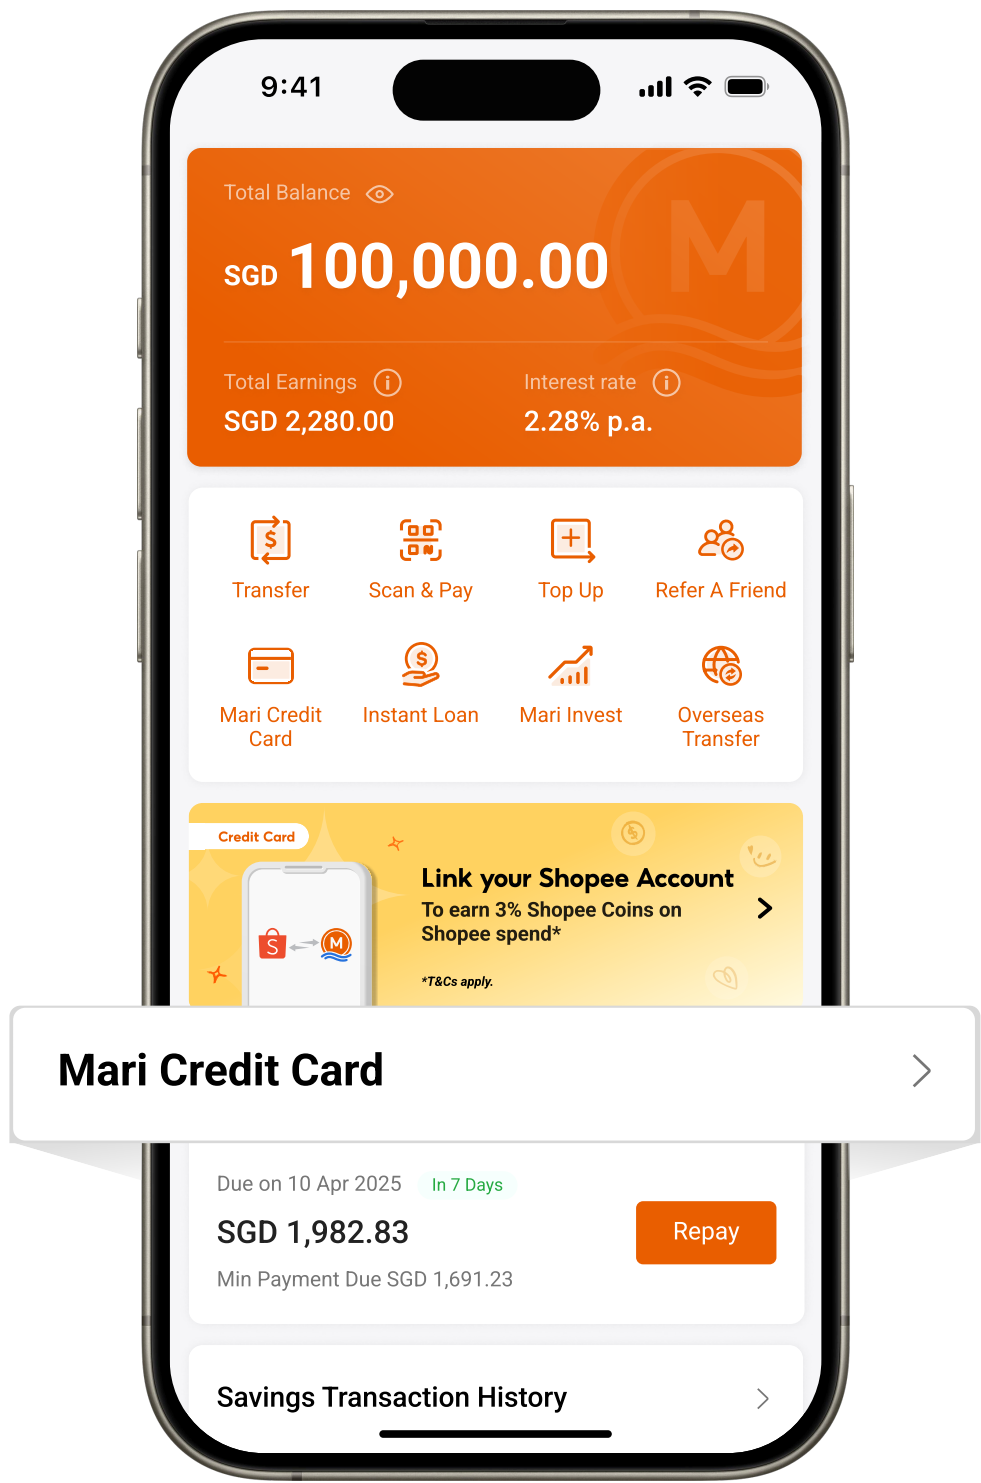 9:41
Total Balance
SGD 100,000.00
M
Total Earnings
Interest rate
SGD 2,280.00
2.28% p.a.
Transfer
Scan & Pay
Top Up
Refer A Friend
Mari Credit
Card
Instant Loan
Mari Invest
Overseas
Transfer
Credit Card
Link your Shopee Account
To earn 3% Shopee Coins on
Shopee spend*
S
M
*T&Cs apply.
Mari Credit Card
Due on 10 Apr 2025
In 7 Days
SGD 1,982.83
Repay
Min Payment Due SGD 1,691.23
Savings Transaction History